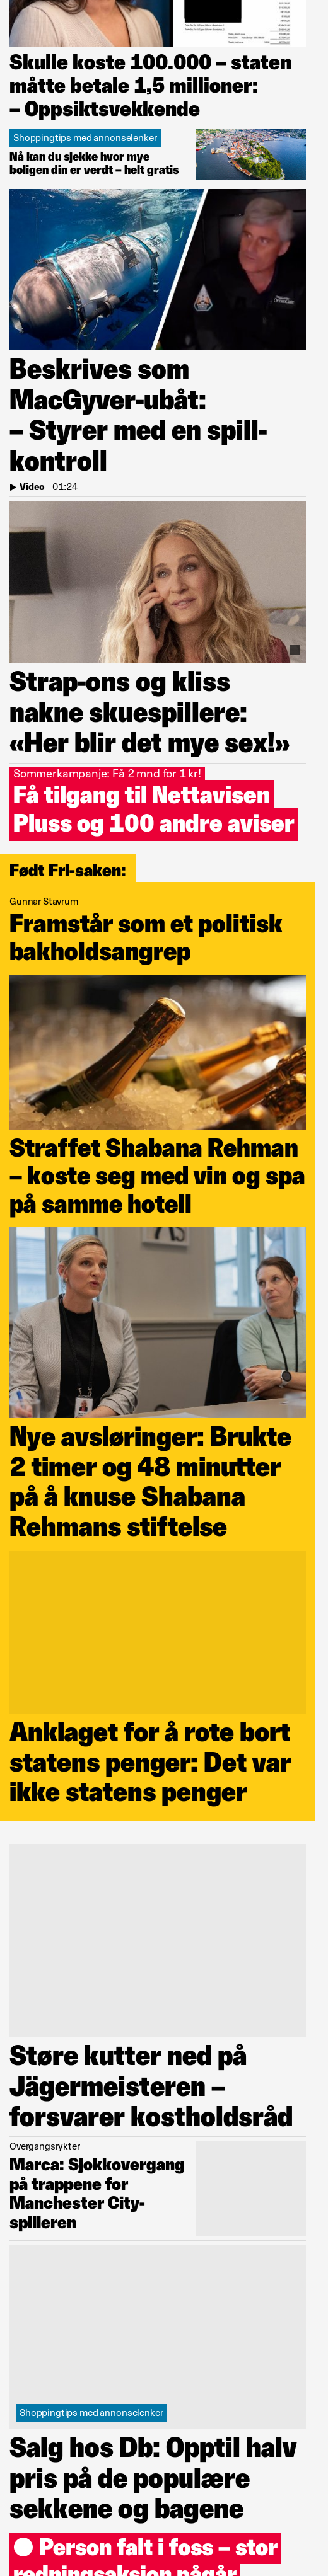 Skulle koste 100.000 – staten
måtte betale 1,5 millioner:
– Oppsiktsvekkende
Shoppingtips med annonselenker
Nå kan du sjekke hvor mye
boligen din er verdt – helt gratis
Beskrives som
MacGyver-ubåt:
– Styrer med en spill-
kontroll
Video | 01:24
Strap-ons og kliss
nakne skuespillere:
«Her blir det mye sex!»
Sommerkampanje: Få 2 mnd for 1 kr!
Få tilgang til Nettavisen
Pluss og 100 andre aviser
Født Fri-saken:
Gunnar Stavrum
Framstår som et politisk
bakholdsangrep
Straffet Shabana Rehman
– koste seg med vin og spa
på samme hotell
Nye avsløringer: Brukte
2 timer og 48 minutter
på å knuse Shabana
Rehmans stiftelse
Anklaget for å rote bort
statens penger: Det var
ikke statens penger
Støre kutter ned på
Jägermeisteren –
forsvarer kostholdsråd
Overgangsrykter
Marca: Sjokkovergang
på trappene for
Manchester City-
spilleren
Shoppingtips med annonselenker
Salg hos Db: Opptil halv
pris på de populære
sekkene og bagene
Person falt i foss – stor
redningsaksjon pågår